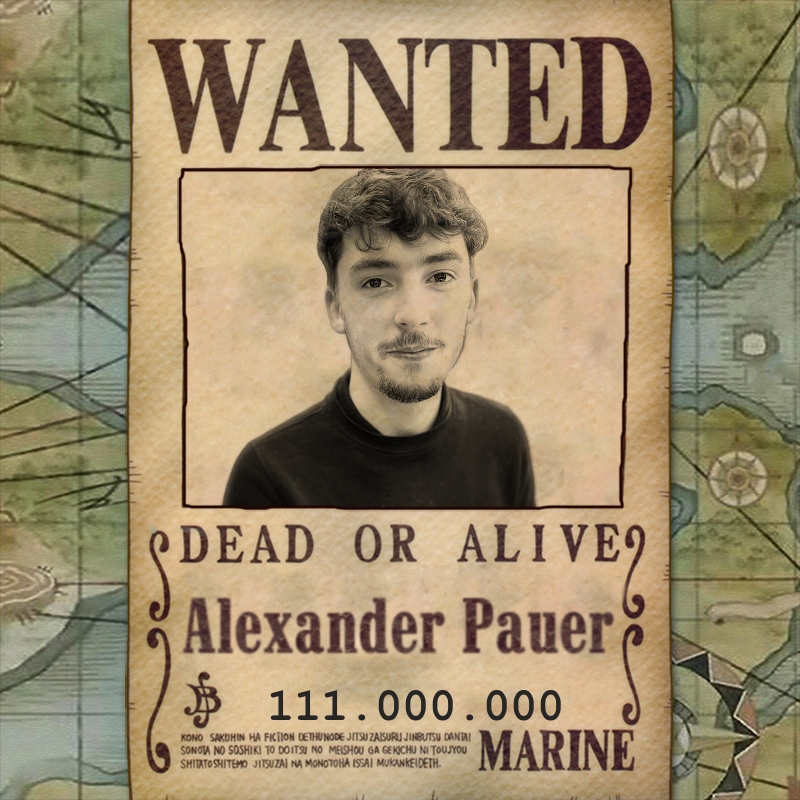 WANTED
DEAD OR ALIVE
Alexander Pauer
111.000.000
KONO SAKUHIN HA FICTION DETHUNODE JITSUZAISURU JINBUTSU DANTAI
SONOTA NO SOSHIKI TO DOITSU NO MEISHOU GA GEKICHU NI TOUJYOU
SHITATOSHITEMO JITSUZAI NA MONOTOHA ISSAI MUKANKEIDETH.
MARINE